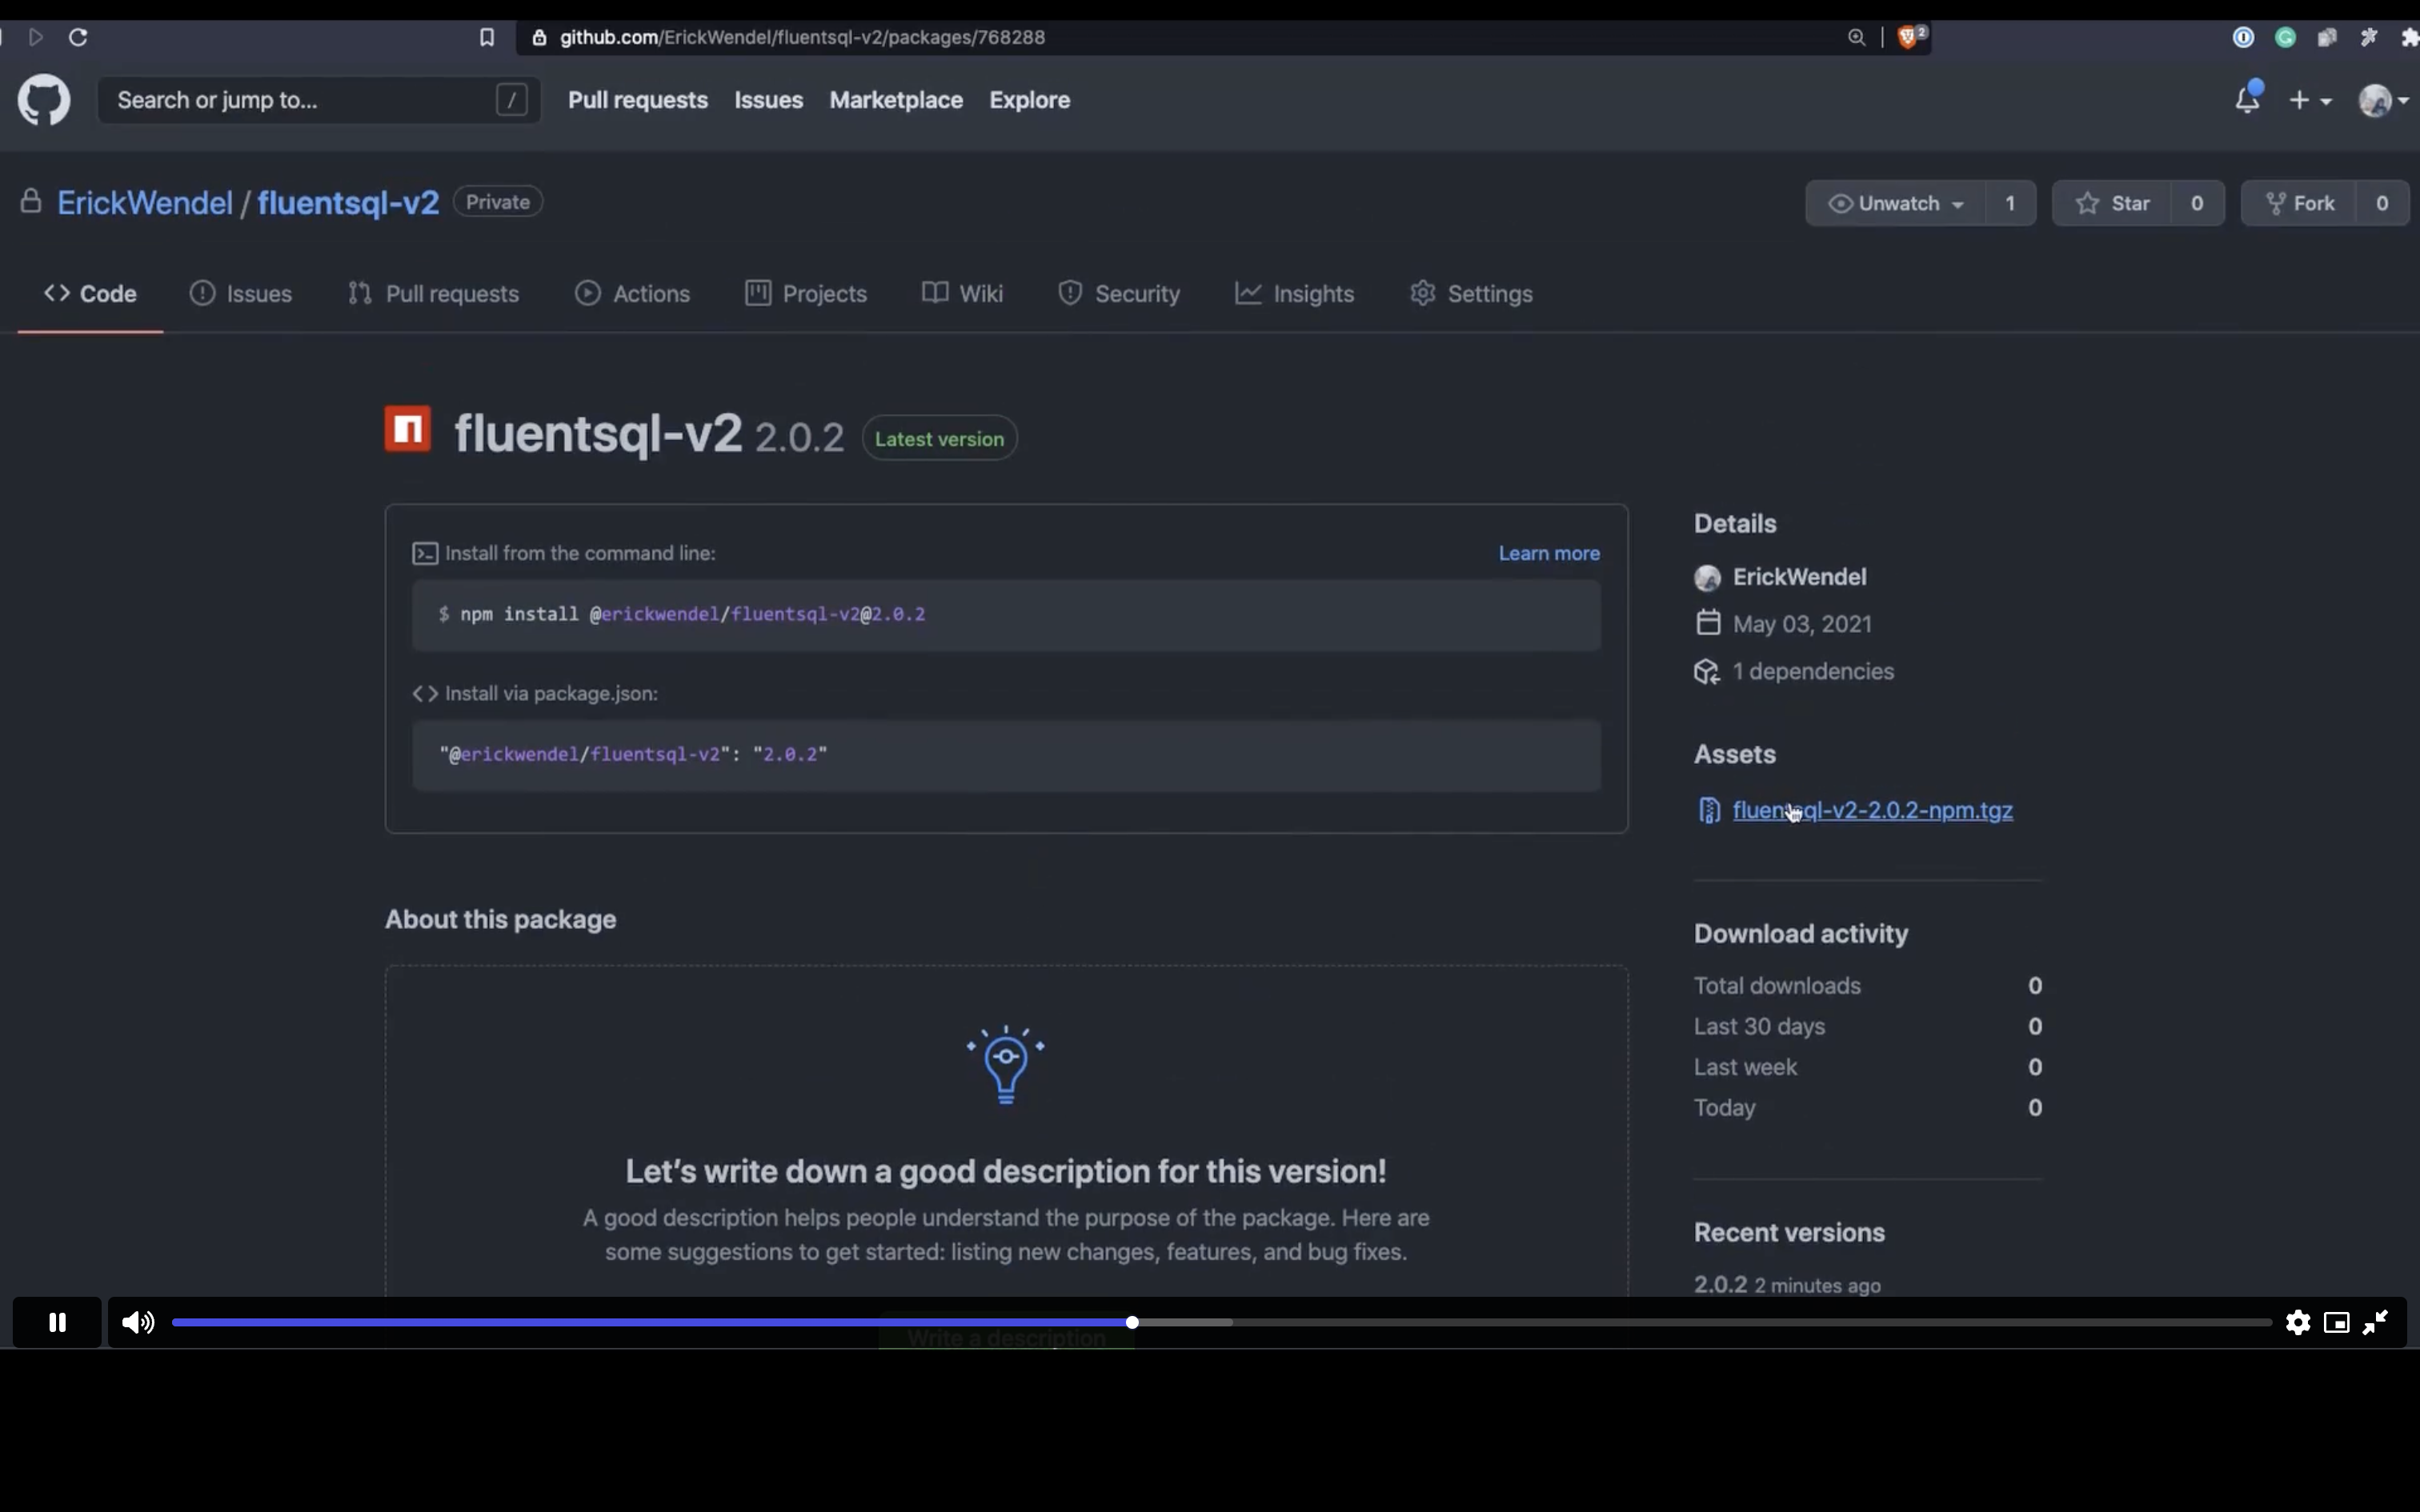 github.com/ErickWendel/fluentsql-v2/packages/768288
2
Search or jump to...
/
Pull requests
Issues
Marketplace
Explore
ErickWendel / fluentsql-v2
Private
Unwatch 1
Star 0
Fork 0
Code
Issues
Pull requests
Actions
Projects
Wiki
Security
Insights
Settings
fluentsql-v2 2.0.2
Latest version
Install from the command line:
Learn more
$ npm install @erickwendel/fluentsql-v2@2.0.2
Install via package.json:
"@erickwendel/fluentsql-v2": "2.0.2"
About this package
Let's write down a good description for this version!
A good description helps people understand the purpose of the package. Here are
some suggestions to get started: listing new changes, features, and bug fixes.
Write a description
Details
ErickWendel
May 03, 2021
1 dependencies
Assets
fluentsql-v2-2.0.2-npm.tgz
Download activity
Total downloads 0
Last 30 days 0
Last week 0
Today 0
Recent versions
2.0.2 2 minutes ago